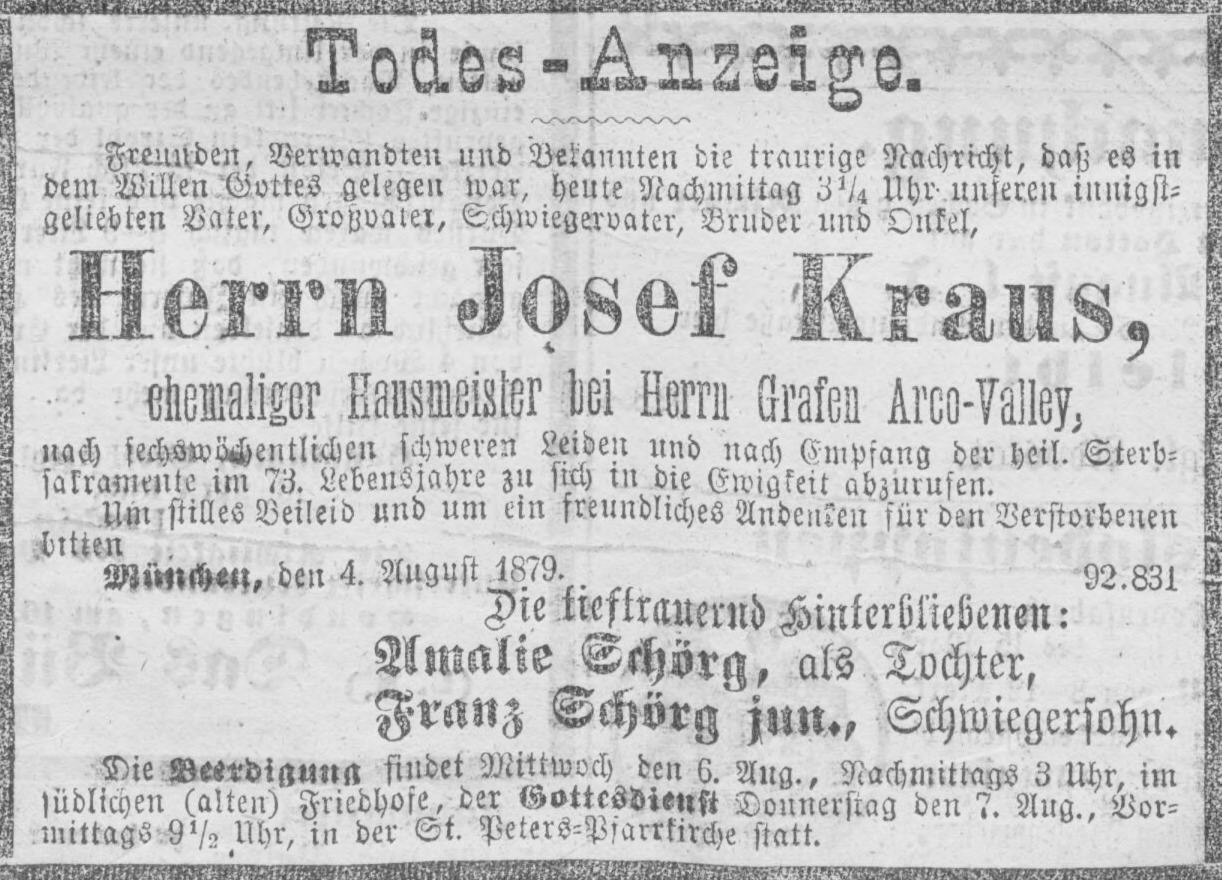 Todes-Anzeige.
Freunden, Verwandten und Bekannten die traurige Nachricht, daß es in
dem Willen Gottes gelegen war, heute Nachmittag 3¼ Uhr unseren innigst-
geliebten Vater, Großvater, Schwiegervater, Bruder und Onkel,
Herrn Josef Kraus,
ehemaliger Hausmeister bei Herrn Grafen Arco-Valley,
nach sechswöchentlichen schweren Leiden und nach Empfang der heil. Sterb-
sakramente im 73. Lebensjahre zu sich in die Ewigkeit abzurufen.
Um stilles Beileid und um ein freundliches Andenken für den Verstorbenen
bitten
München, den 4. August 1879. 92.831
Die tieftrauernd Hinterbliebenen:
Amalie Schörg, als Tochter,
Franz Schörg jun., Schwiegersohn.
Die Beerdigung findet Mittwoch den 6. Aug., Nachmittags 3 Uhr, im
südlichen (alten) Friedhofe, der Gottesdienst Donnerstag den 7. Aug., Vor-
mittags 9½ Uhr, in der St. Peters-Pfarrkirche statt.